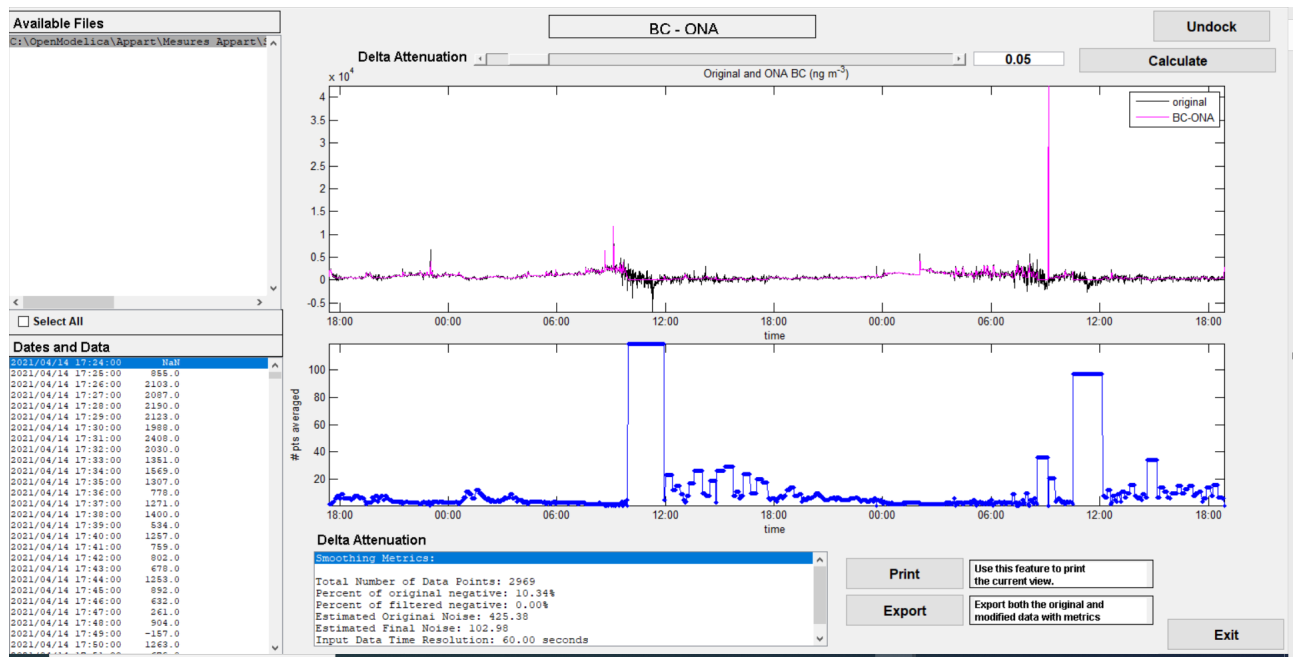 Available Files
BC - ONA
Undock
C:\OpenModelica\Appart\Mesures Appart\
Delta Attenuation
0.05
Calculate
x 10^4
Original and ONA BC (ng m^-3)
original
BC-ONA
4
3.5
3
2.5
2
1.5
1
0.5
0
-0.5
18:00 00:00 06:00 12:00 18:00 00:00 06:00 12:00 18:00
time
Select All
Dates and Data
2021/04/14 17:24:00 NaN
2021/04/14 17:25:00 855.0
2021/04/14 17:26:00 2103.0
2021/04/14 17:27:00 2087.0
2021/04/14 17:28:00 2190.0
2021/04/14 17:29:00 2123.0
2021/04/14 17:30:00 1988.0
2021/04/14 17:31:00 2408.0
2021/04/14 17:32:00 2030.0
2021/04/14 17:33:00 1351.0
2021/04/14 17:34:00 1569.0
2021/04/14 17:35:00 1307.0
2021/04/14 17:36:00 778.0
2021/04/14 17:37:00 1271.0
2021/04/14 17:38:00 1400.0
2021/04/14 17:39:00 534.0
2021/04/14 17:40:00 1257.0
2021/04/14 17:41:00 759.0
2021/04/14 17:42:00 802.0
2021/04/14 17:43:00 678.0
2021/04/14 17:44:00 1253.0
2021/04/14 17:45:00 892.0
2021/04/14 17:46:00 632.0
2021/04/14 17:47:00 261.0
2021/04/14 17:48:00 904.0
2021/04/14 17:49:00 -157.0
2021/04/14 17:50:00 1263.0
# pts averaged
100
80
60
40
20
18:00 00:00 06:00 12:00 18:00 00:00 06:00 12:00 18:00
time
Delta Attenuation
Smoothing Metrics:
Total Number of Data Points: 2969
Percent of original negative: 10.34%
Percent of filtered negative: 0.00%
Estimated Original Noise: 425.38
Estimated Final Noise: 102.98
Input Data Time Resolution: 60.00 seconds
Print
Use this feature to print
the current view.
Export
Export both the original and
modified data with metrics
Exit